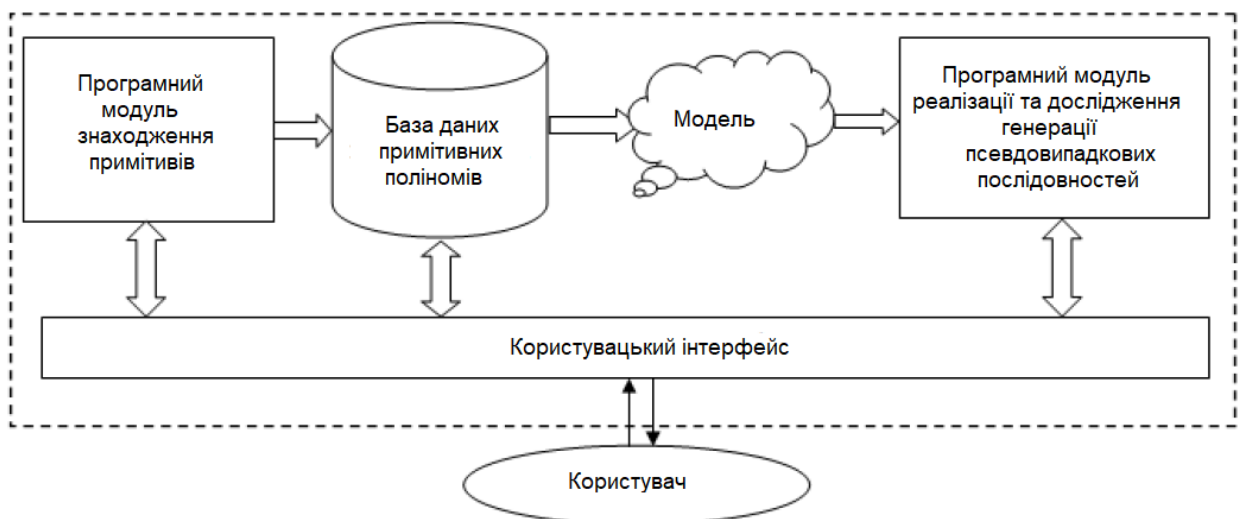 Програмний
модуль
знаходження
примітивів
База даних
примітивних
поліномів
Модель
Програмний модуль
реалізації та дослідження
генерації
псевдовипадкових
послідовностей
Користувацький інтерфейс
Користувач